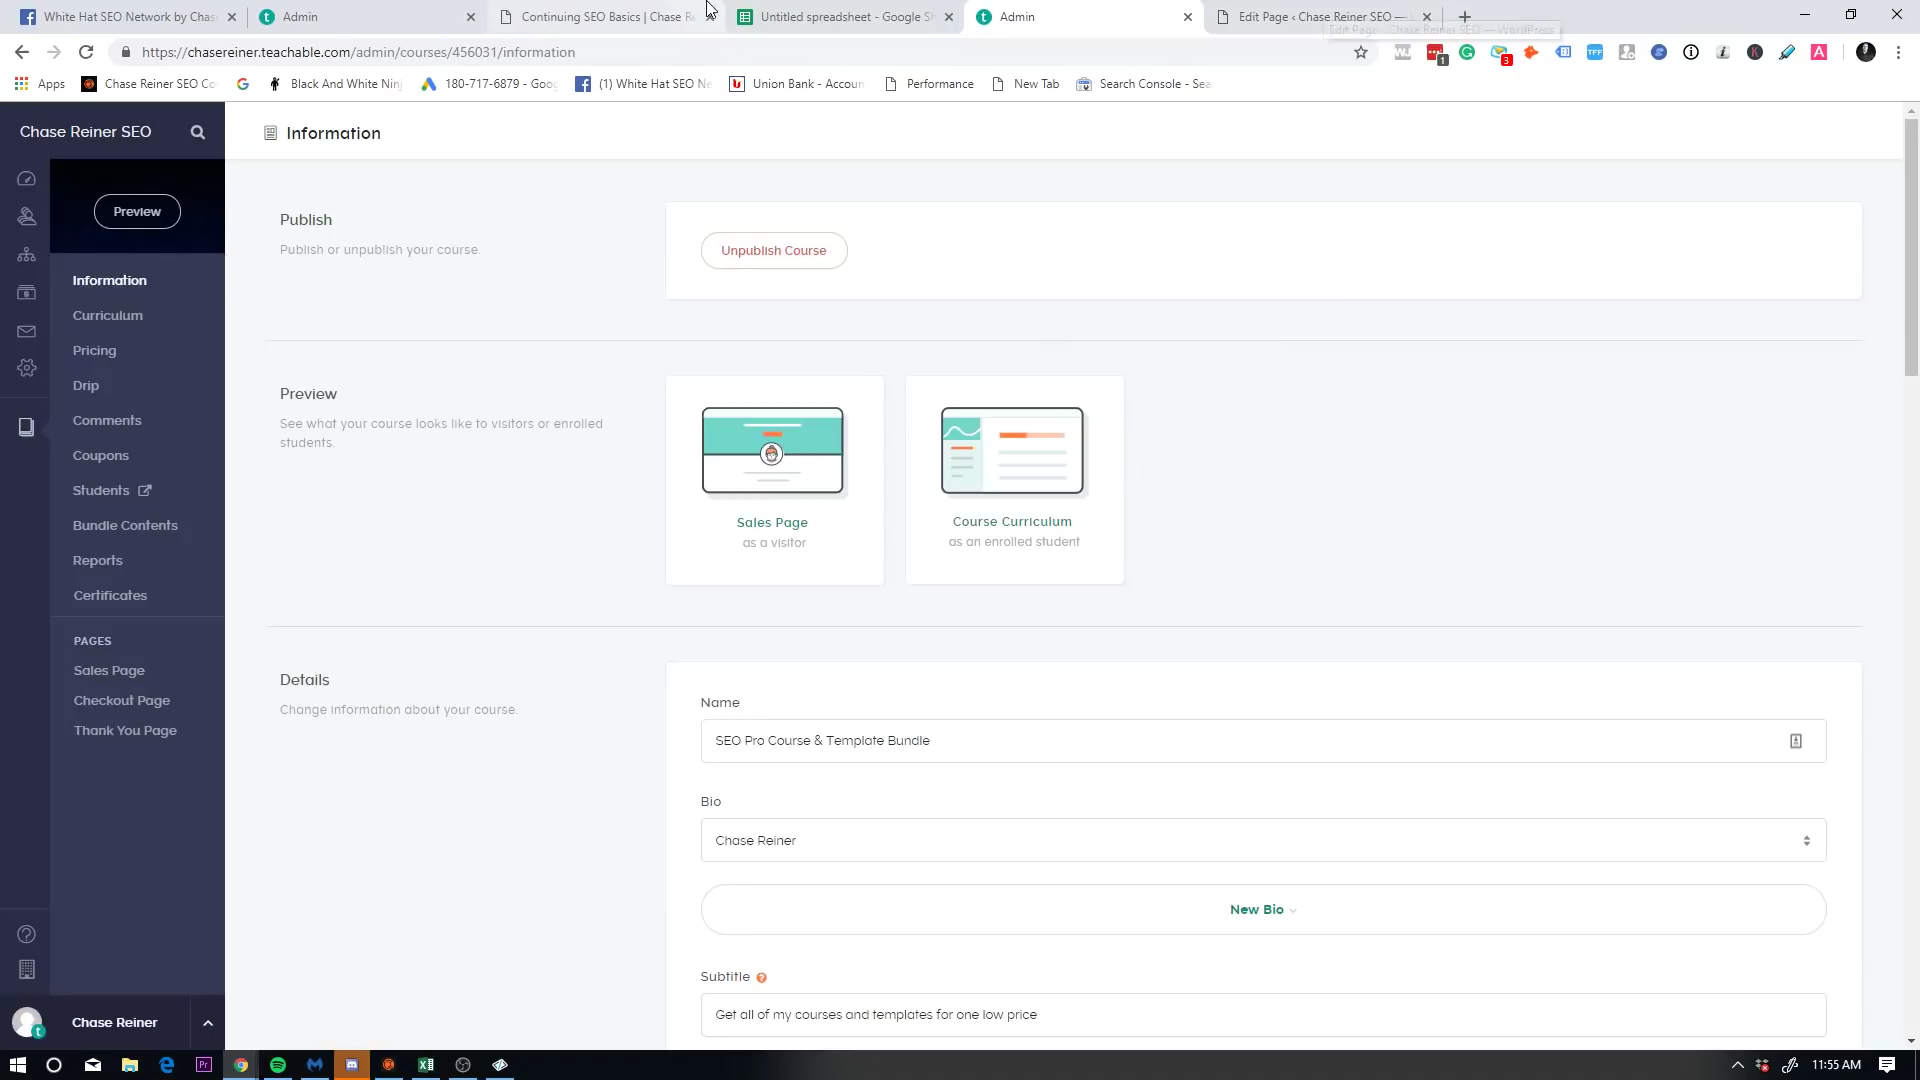 White Hat SEO Network by Chas
Admin
Continuing SEO Basics | Chase Re
Untitled spreadsheet - Google Sh
Admin
Edit Page ‹ Chase Reiner SEO —
Edit Page ‹ Chase Reiner SEO — WordPress
https://chasereiner.teachable.com/admin/courses/456031/information
1
3
TFF
Apps
Chase Reiner SEO Co
Black And White Ninj
180-717-6879 - Goog
(1) White Hat SEO Ne
Union Bank - Accoun
Performance
New Tab
Search Console - Sea
Chase Reiner SEO
Information
Preview
Information
Curriculum
Pricing
Drip
Comments
Coupons
Students
Bundle Contents
Reports
Certificates
PAGES
Sales Page
Checkout Page
Thank You Page
Chase Reiner
Publish
Publish or unpublish your course.
Unpublish Course
Preview
See what your course looks like to visitors or enrolled
students.
Sales Page
as a visitor
Course Curriculum
as an enrolled student
Details
Change information about your course.
Name
SEO Pro Course & Template Bundle
Bio
Chase Reiner
New Bio
Subtitle
Get all of my courses and templates for one low price
11:55 AM